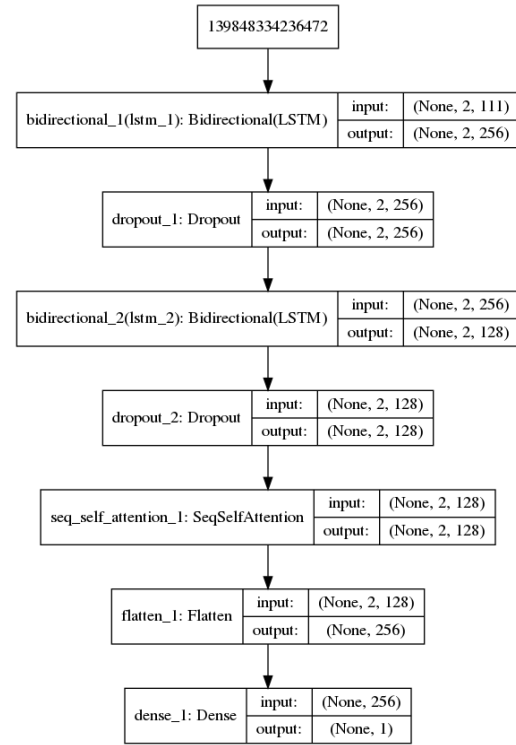 139848334236472
bidirectional_1(lstm_1): Bidirectional(LSTM)
input: (None, 2, 111)
output: (None, 2, 256)
dropout_1: Dropout
input: (None, 2, 256)
output: (None, 2, 256)
bidirectional_2(lstm_2): Bidirectional(LSTM)
input: (None, 2, 256)
output: (None, 2, 128)
dropout_2: Dropout
input: (None, 2, 128)
output: (None, 2, 128)
seq_self_attention_1: SeqSelfAttention
input: (None, 2, 128)
output: (None, 2, 128)
flatten_1: Flatten
input: (None, 2, 128)
output: (None, 256)
dense_1: Dense
input: (None, 256)
output: (None, 1)